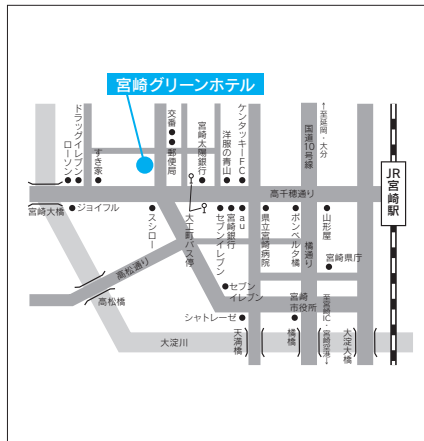 宮崎グリーンホテル
ローソン
ドラッグイレブン
すき家
交番
郵便局
宮崎太陽銀行
洋服の青山
ケンタッキーFC
国道10号線
←至延岡・大分
JR宮崎駅
高千穂通り
宮崎大橋
ジョイフル
スシロー
大工町バス停
セブンイレブン
宮崎銀行
au
県立宮崎病院
ボンベルタ橘
橘通り
山形屋
宮崎県庁
高松通り
高松橋
セブン
イレブン
宮崎
市役所
至宮崎IC・宮崎空港→
シャトレーゼ
天満橋
橘橋
大淀大橋
大淀川